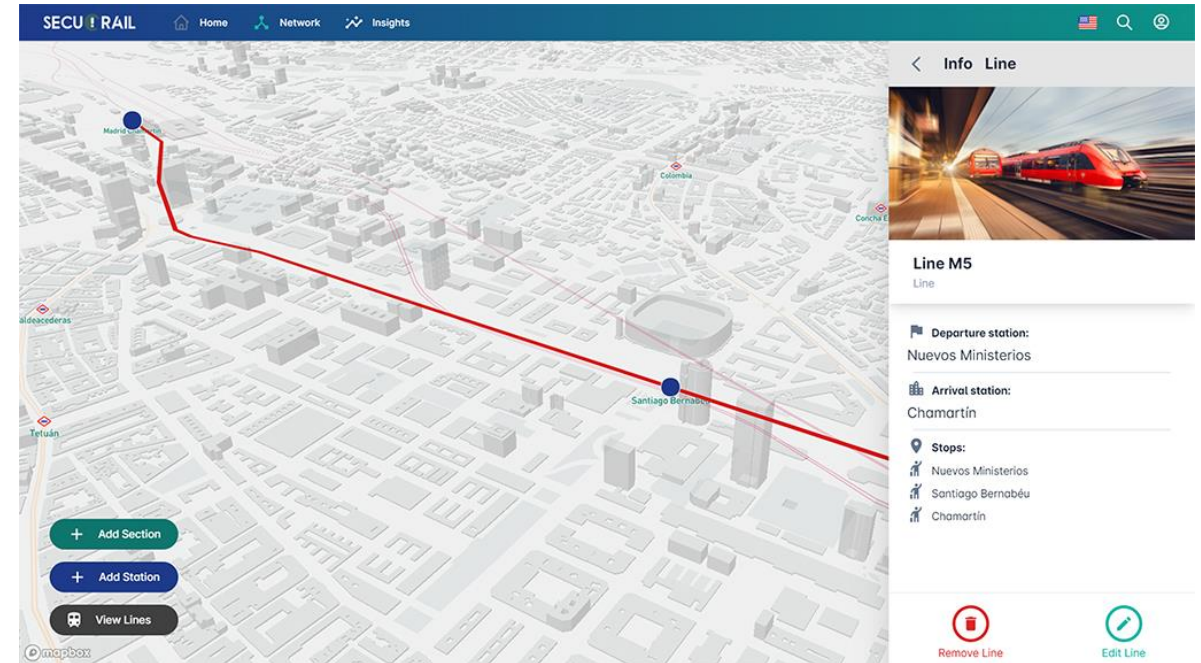 SECU!RAIL
Home
Network
Insights
Info Line
Madrid Chamartín
Colombia
Concha E
aldeacederas
Tetuán
Santiago Bernabéu
Line M5
Line
Departure station:
Nuevos Ministerios
Arrival station:
Chamartín
Stops:
Nuevos Ministerios
Santiago Bernabéu
Chamartín
+ Add Section
+ Add Station
View Lines
mapbox
Remove Line
Edit Line